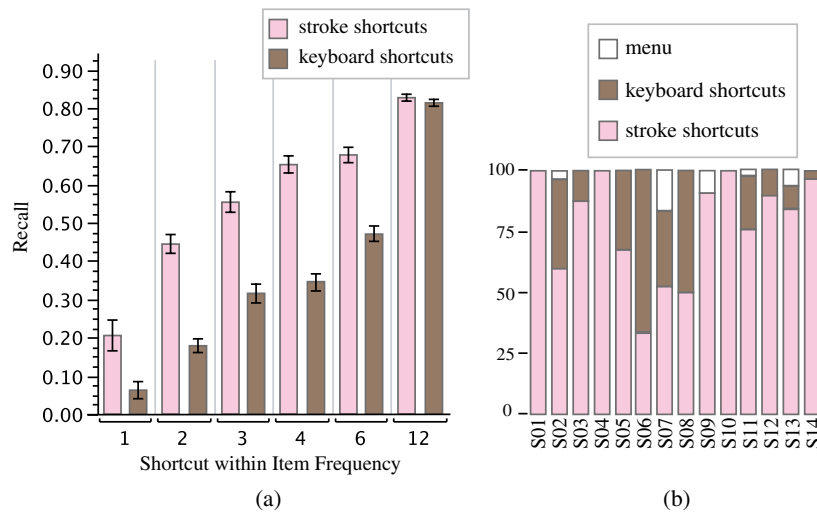 stroke shortcuts
keyboard shortcuts
0.90
0.80
0.70
0.60
0.50
0.40
0.30
0.20
0.10
0.00
Recall
1 2 3 4 6 12
Shortcut within Item Frequency
(a)
menu
keyboard shortcuts
stroke shortcuts
100
75
50
25
0
S01 S02 S03 S04 S05 S06 S07 S08 S09 S10 S11 S12 S13 S14
(b)